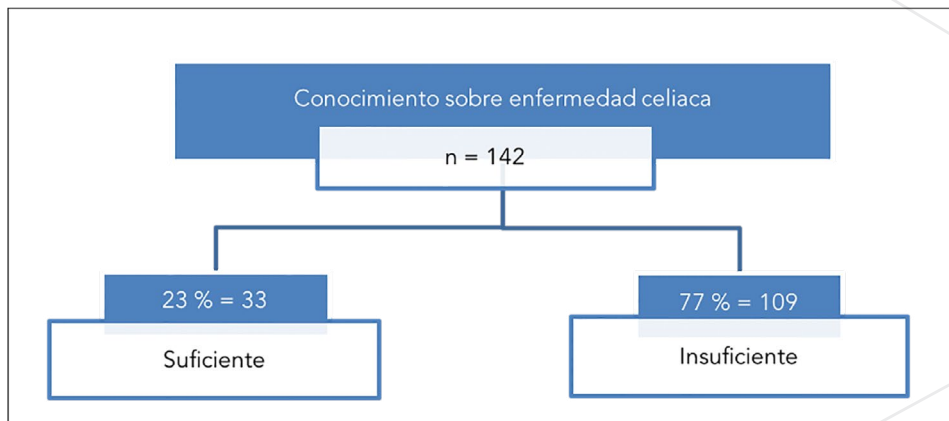 Conocimiento sobre enfermedad celiaca
n = 142
23 % = 33
Suficiente
77 % = 109
Insuficiente